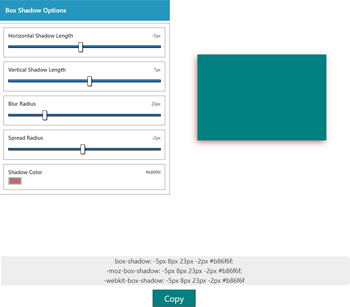 Box Shadow Options
Horizontal Shadow Length -5px
Vertical Shadow Length 7px
Blur Radius 23px
Spread Radius -2px
Shadow Color #b86f6f
box-shadow: -5px 8px 23px -2px #b86f6f;
-moz-box-shadow: -5px 8px 23px -2px #b86f6f;
-webkit-box-shadow: -5px 8px 23px -2px #b86f6f
Copy